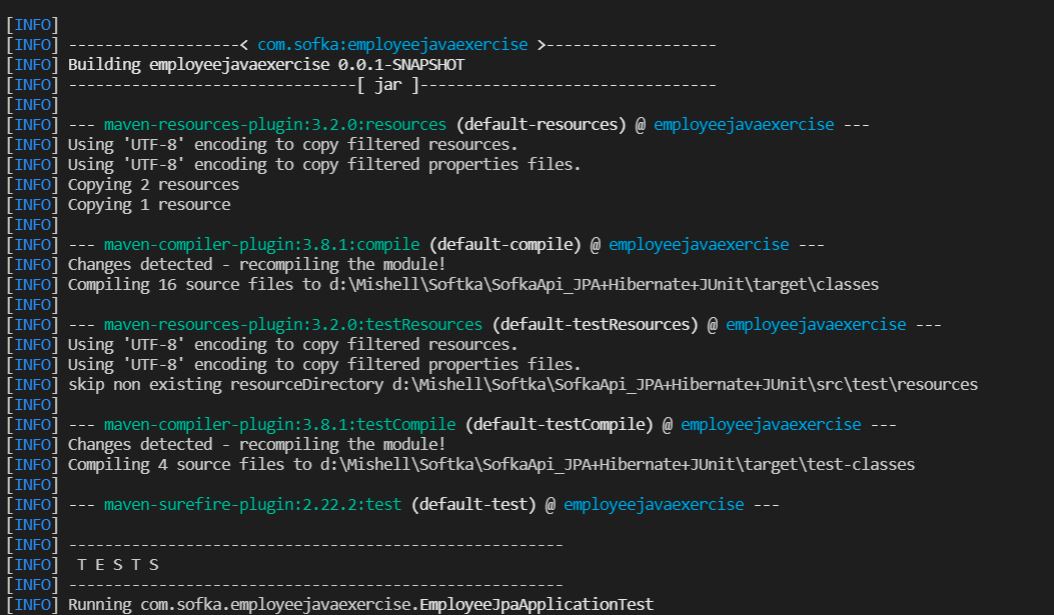 [INFO]
[INFO] -------------------< com.sofka:employeejavaexercise >-------------------
[INFO] Building employeejavaexercise 0.0.1-SNAPSHOT
[INFO] --------------------------------[ jar ]---------------------------------
[INFO]
[INFO] --- maven-resources-plugin:3.2.0:resources (default-resources) @ employeejavaexercise ---
[INFO] Using 'UTF-8' encoding to copy filtered resources.
[INFO] Using 'UTF-8' encoding to copy filtered properties files.
[INFO] Copying 2 resources
[INFO] Copying 1 resource
[INFO]
[INFO] --- maven-compiler-plugin:3.8.1:compile (default-compile) @ employeejavaexercise ---
[INFO] Changes detected - recompiling the module!
[INFO] Compiling 16 source files to d:\Mishell\Softka\SofkaApi_JPA+Hibernate+JUnit\target\classes
[INFO]
[INFO] --- maven-resources-plugin:3.2.0:testResources (default-testResources) @ employeejavaexercise ---
[INFO] Using 'UTF-8' encoding to copy filtered resources.
[INFO] Using 'UTF-8' encoding to copy filtered properties files.
[INFO] skip non existing resourceDirectory d:\Mishell\Softka\SofkaApi_JPA+Hibernate+JUnit\src\test\resources
[INFO]
[INFO] --- maven-compiler-plugin:3.8.1:testCompile (default-testCompile) @ employeejavaexercise ---
[INFO] Changes detected - recompiling the module!
[INFO] Compiling 4 source files to d:\Mishell\Softka\SofkaApi_JPA+Hibernate+JUnit\target\test-classes
[INFO]
[INFO] --- maven-surefire-plugin:2.22.2:test (default-test) @ employeejavaexercise ---
[INFO]
[INFO] -------------------------------------------------------
[INFO]  T E S T S
[INFO] -------------------------------------------------------
[INFO] Running com.sofka.employeejavaexercise.EmployeeJpaApplicationTest